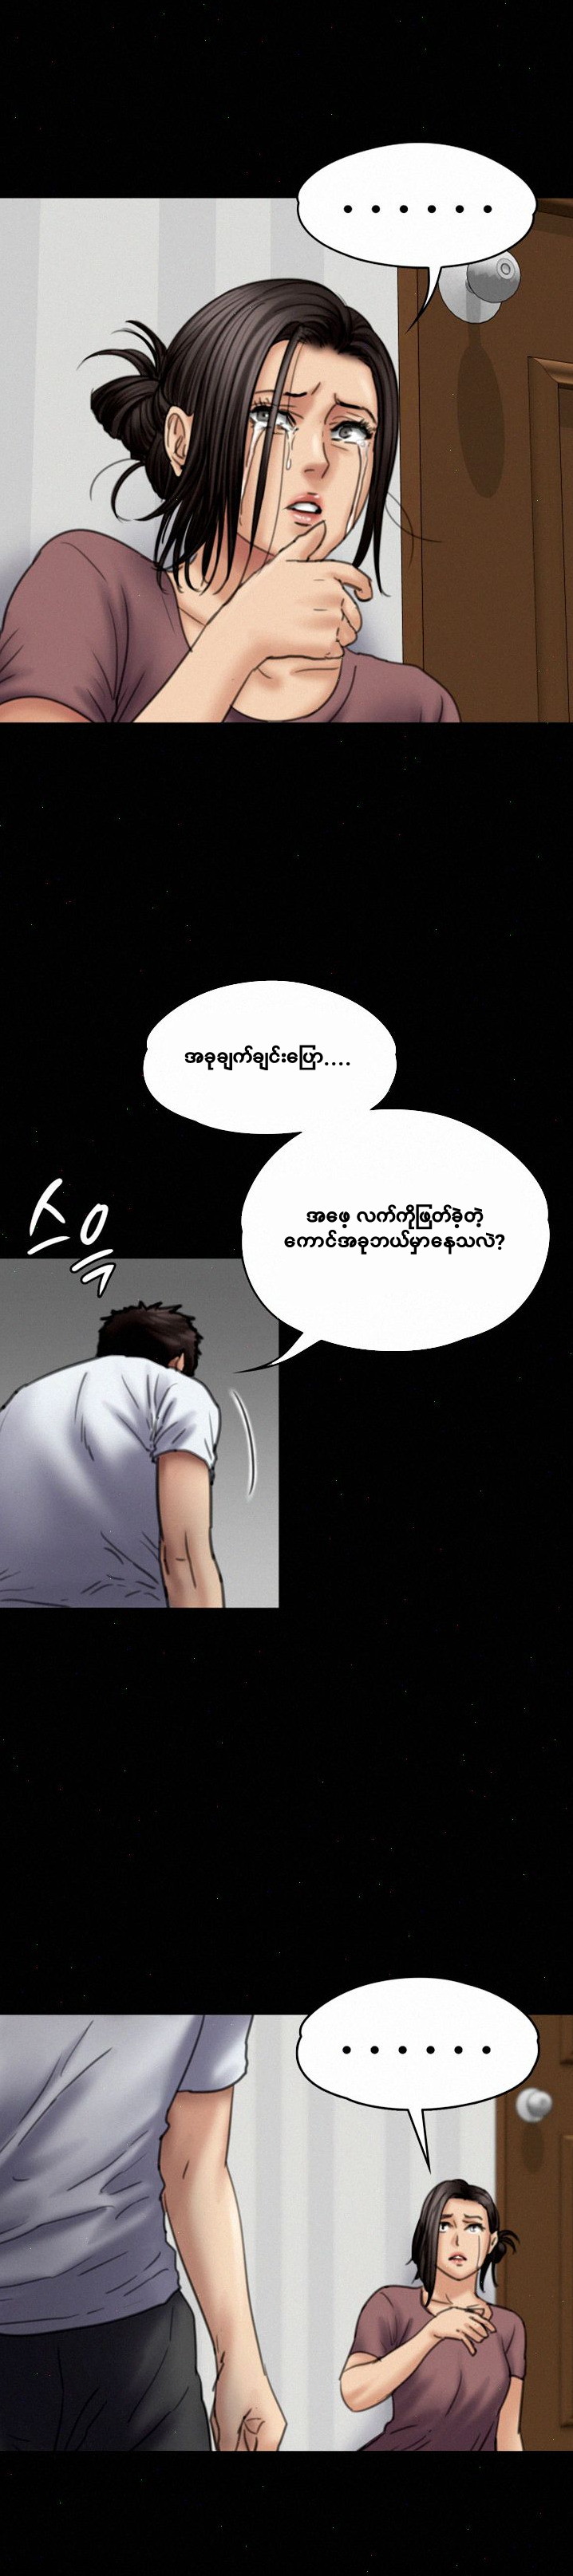 . . . . . .
အခုချက်ချင်းပြော....
အဖေ့ လက်ကိုဖြတ်ခဲ့တဲ့
ကောင်အခုဘယ်မှာနေသလဲ?
스윽
. . . . . .